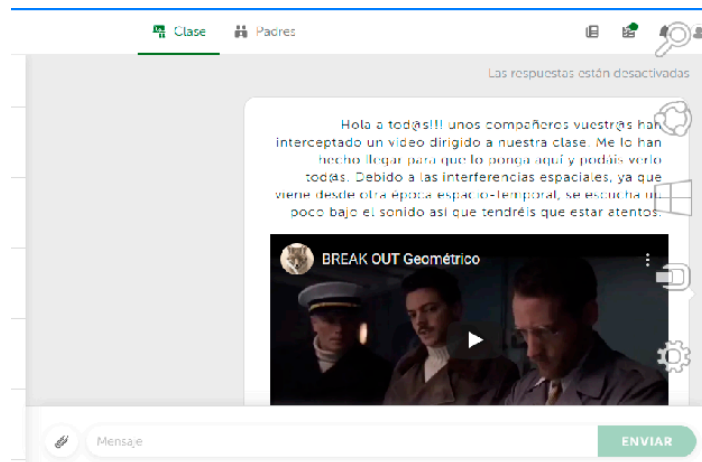 Clase Padres
Las respuestas están desactivadas
Hola a tod@s!!! unos compañeros vuestr@s han
interceptado un video dirigido a nuestra clase. Me lo han
hecho llegar para que lo ponga aquí y podáis verlo
tod@s. Debido a las interferencias espaciales, ya que
viene desde otra época espacio-temporal, se escucha un
poco bajo el sonido asi que tendréis que estar atentos.
BREAK OUT Geométrico
Mensaje
ENVIAR